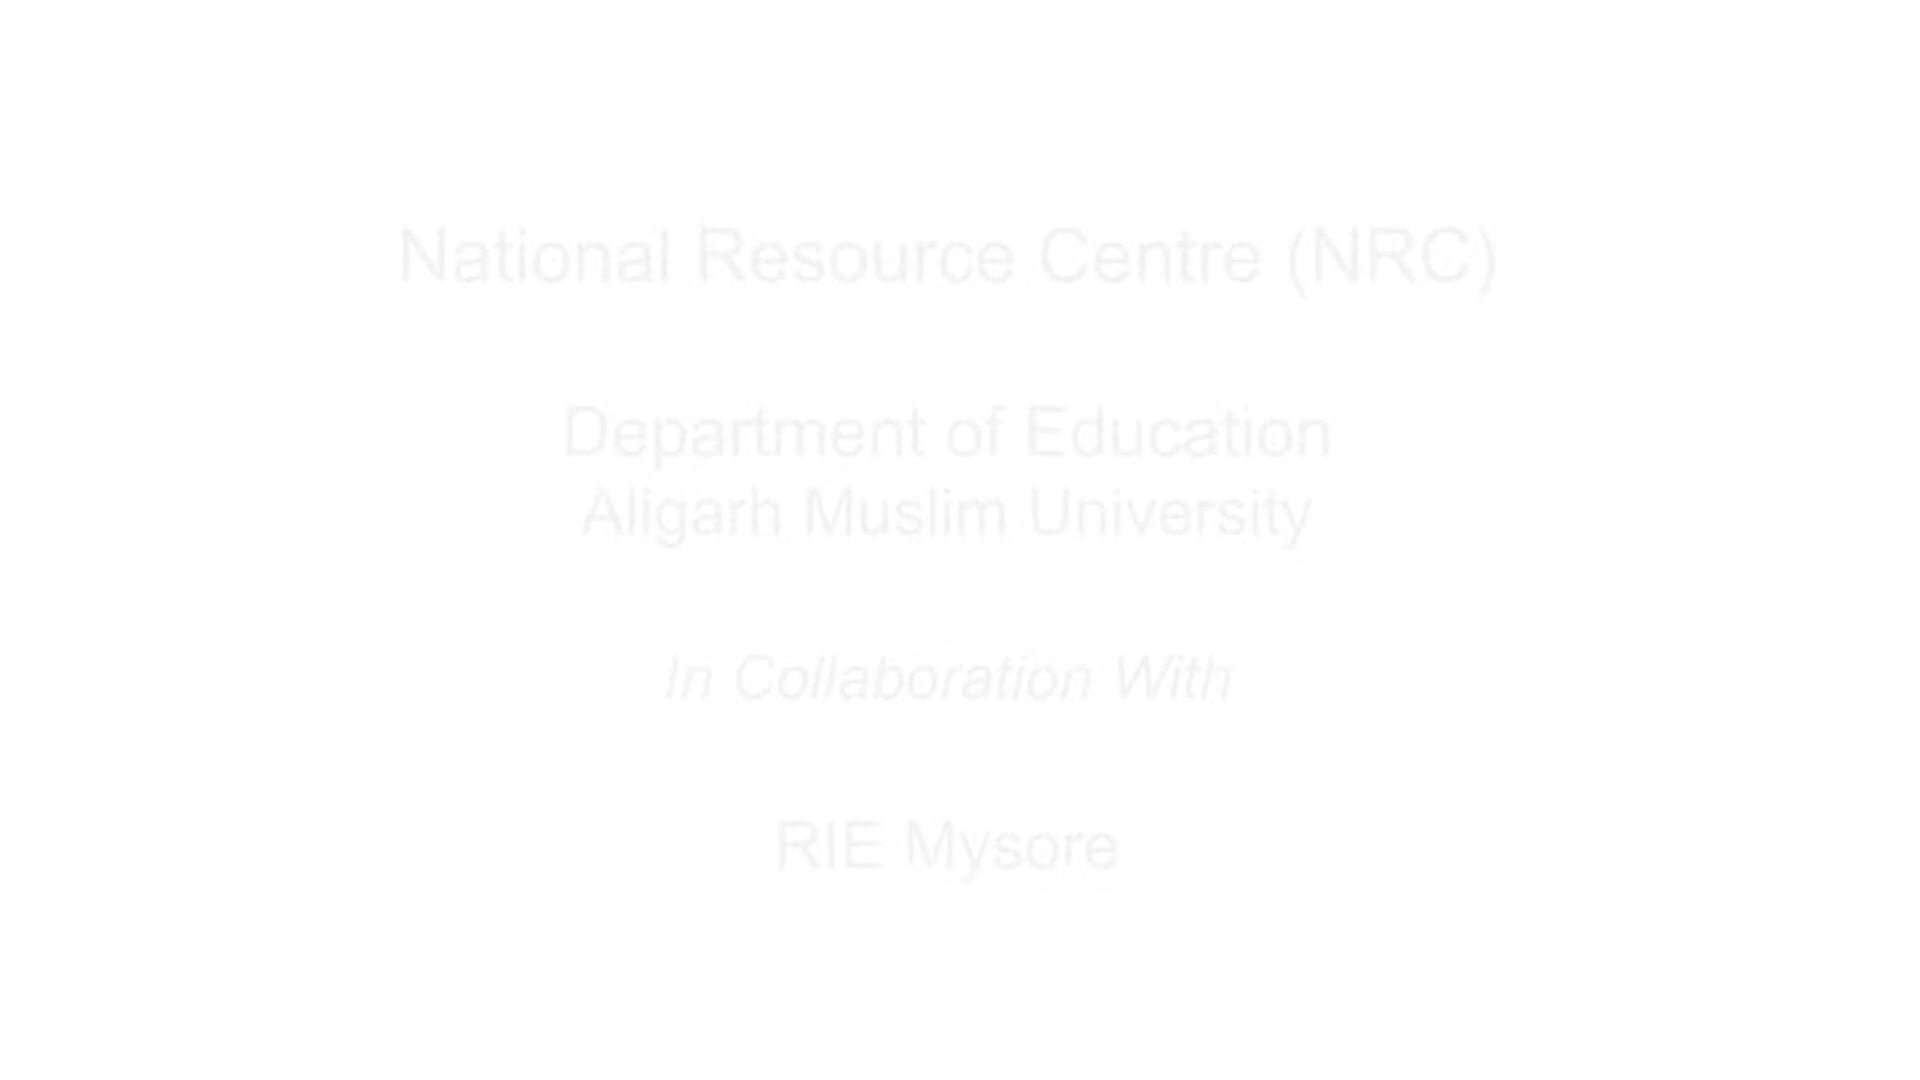 National Resource Centre (NRC)
Department of Education
Aligarh Muslim University
In Collaboration With
RIE Mysore